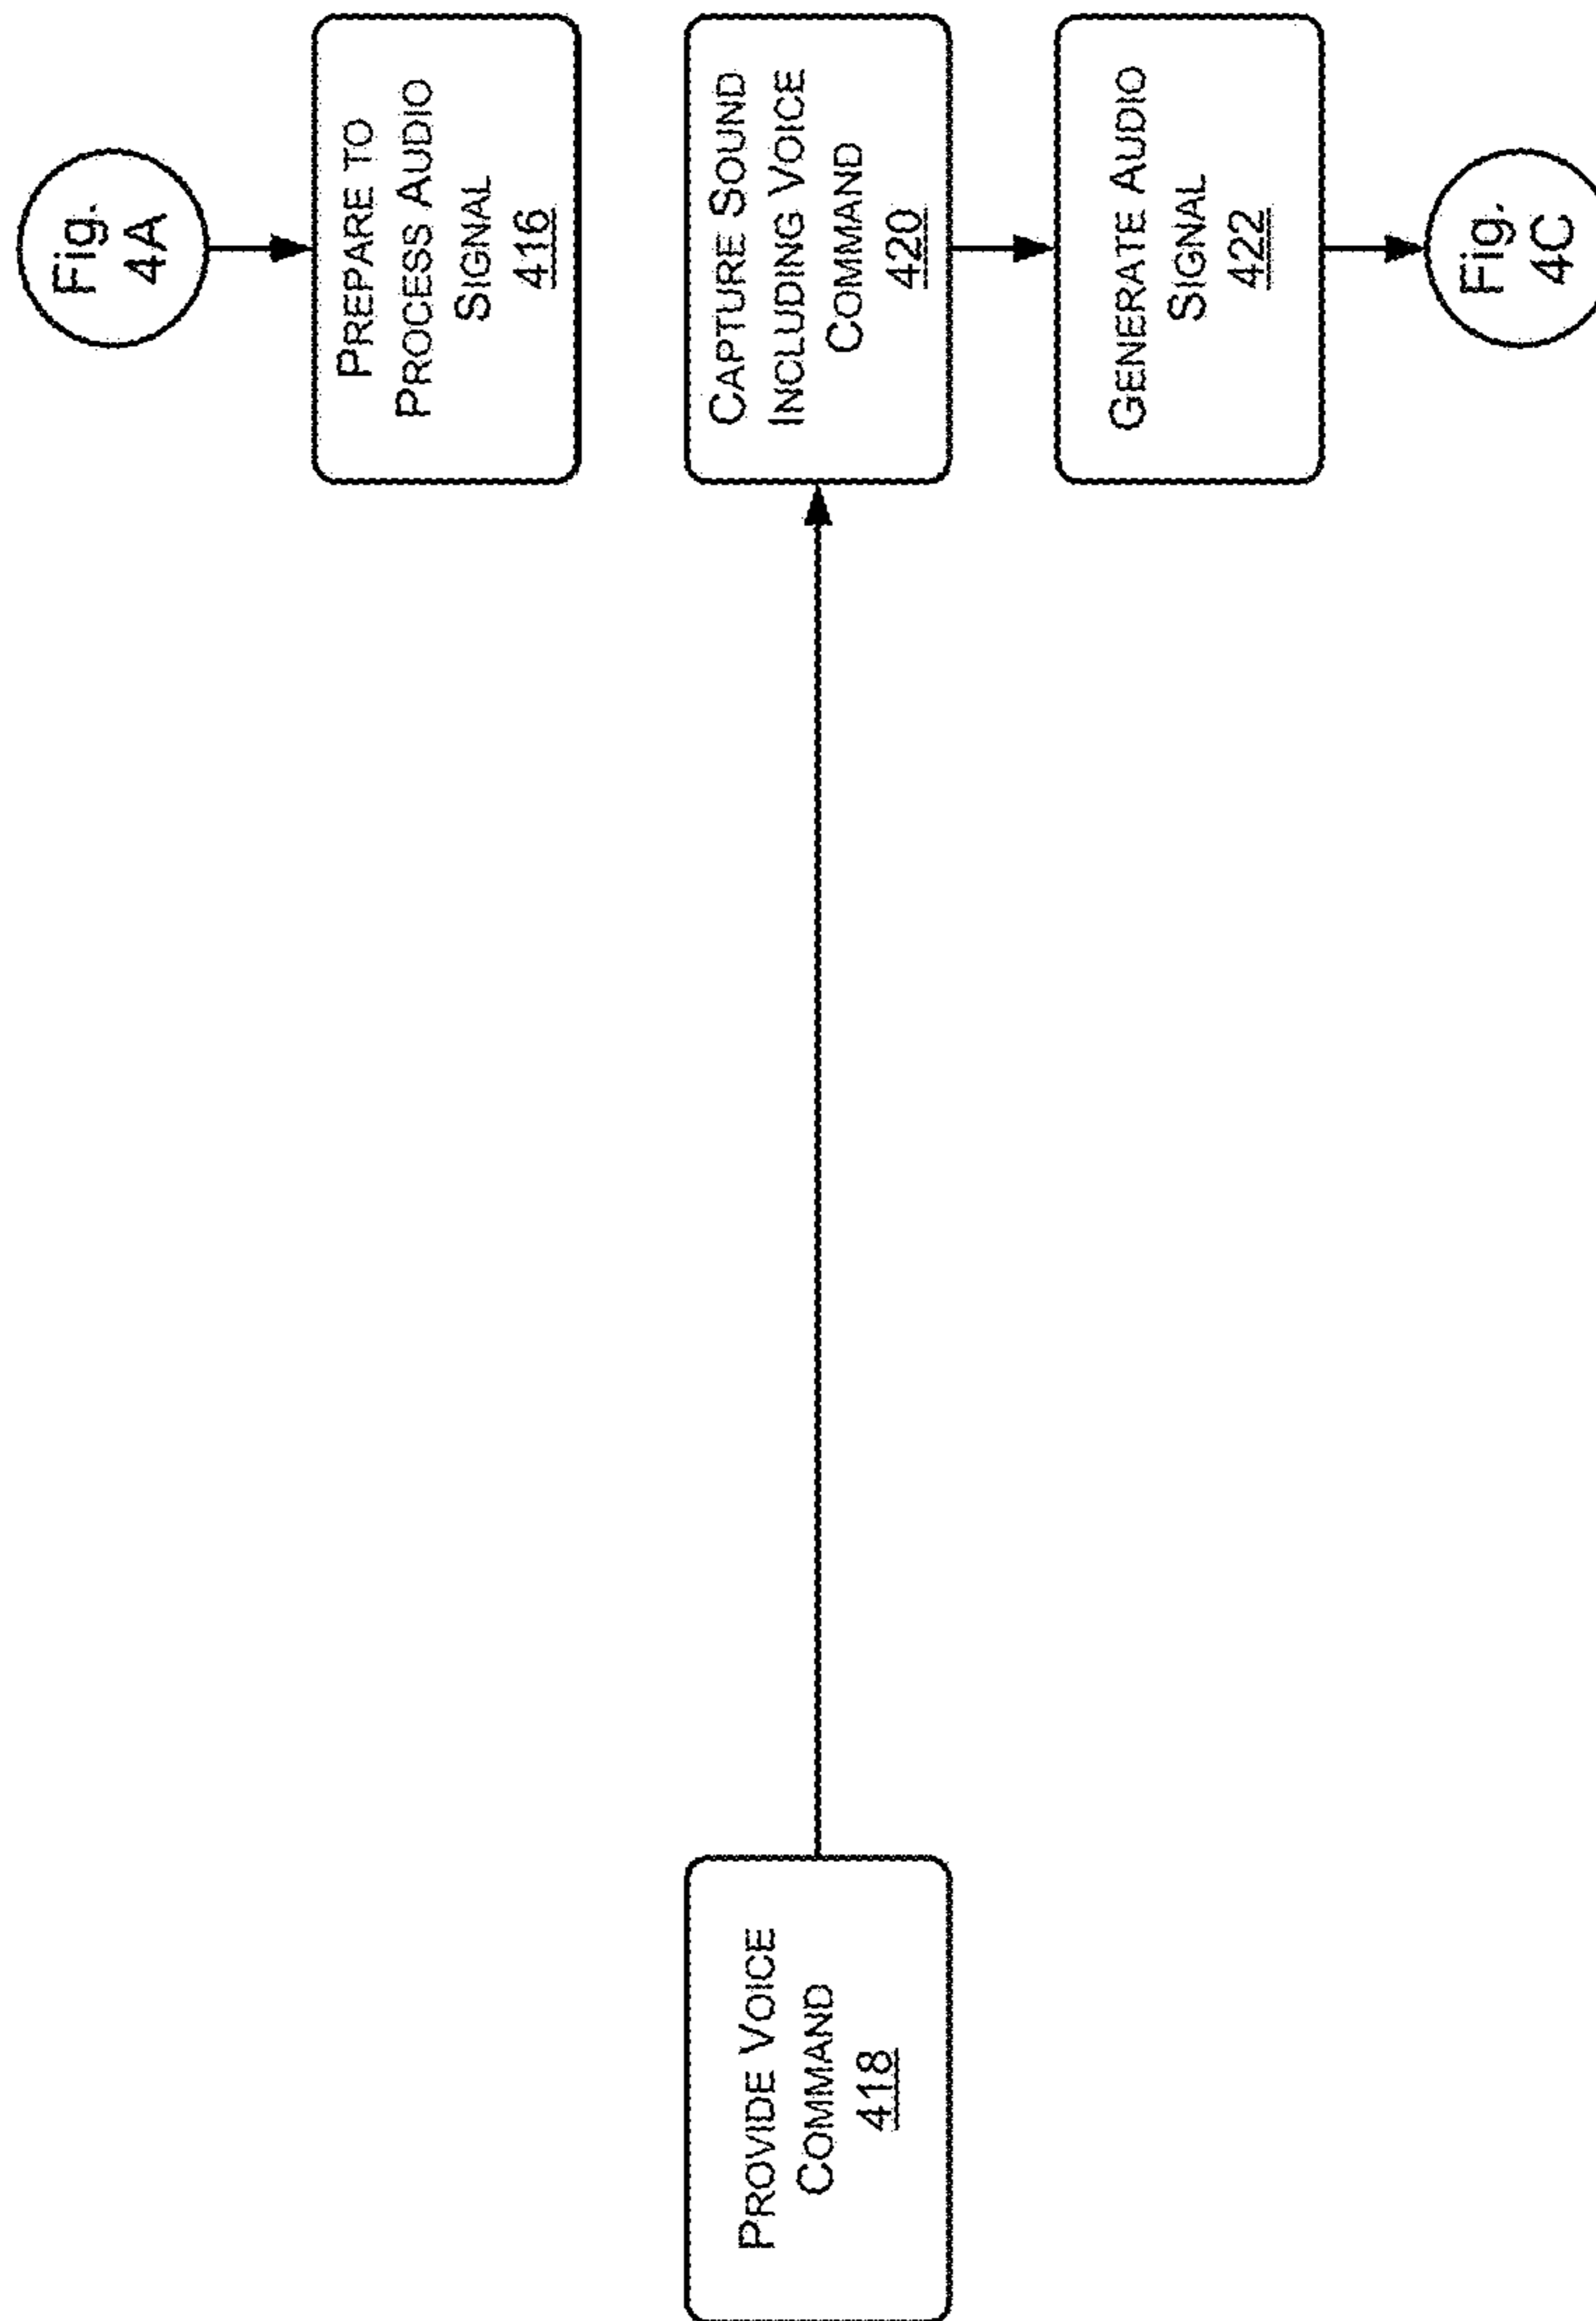 Fig.
4A
PREPARE TO
PROCESS AUDIO
SIGNAL
416
PROVIDE VOICE
COMMAND
418
CAPTURE SOUND
INCLUDING VOICE
COMMAND
420
GENERATE AUDIO
SIGNAL
422
Fig.
4C